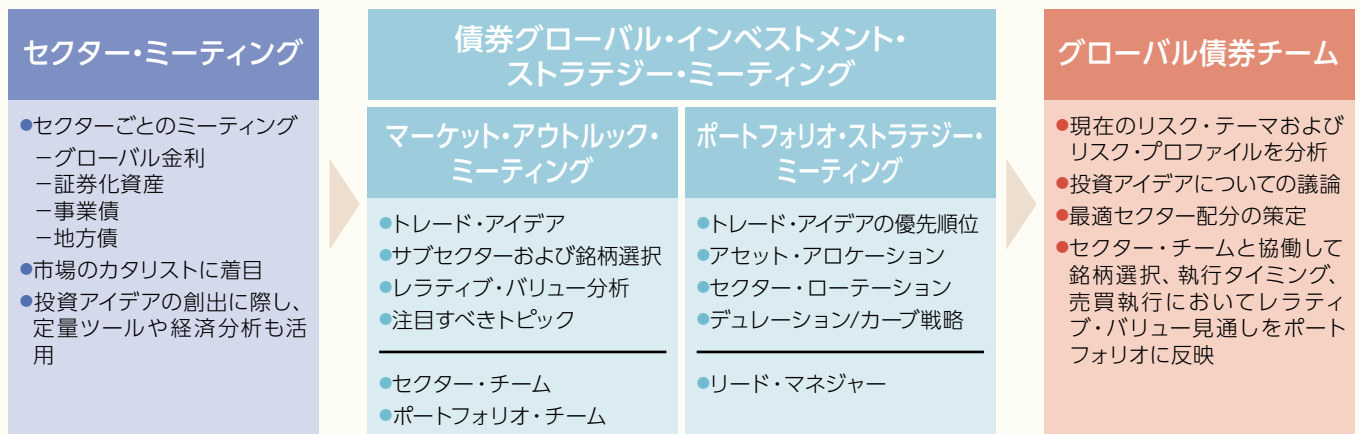 セクター・ミーティング
●セクターごとのミーティング
－グローバル金利
－証券化資産
－事業債
－地方債
●市場のカタリストに着目
●投資アイデアの創出に際し、
定量ツールや経済分析も活
用
債券グローバル・インベストメント・
ストラテジー・ミーティング
マーケット・アウトルック・
ミーティング
●トレード・アイデア
●サブセクターおよび銘柄選択
●レラティブ・バリュー分析
●注目すべきトピック
●セクター・チーム
●ポートフォリオ・チーム
ポートフォリオ・ストラテジー・
ミーティング
●トレード・アイデアの優先順位
●アセット・アロケーション
●セクター・ローテーション
●デュレーション/カーブ戦略
●リード・マネジャー
グローバル債券チーム
●現在のリスク・テーマおよび
リスク・プロファイルを分析
●投資アイデアについての議論
●最適セクター配分の策定
●セクター・チームと協働して
銘柄選択、執行タイミング、
売買執行においてレラティ
ブ・バリュー見通しをポート
フォリオに反映